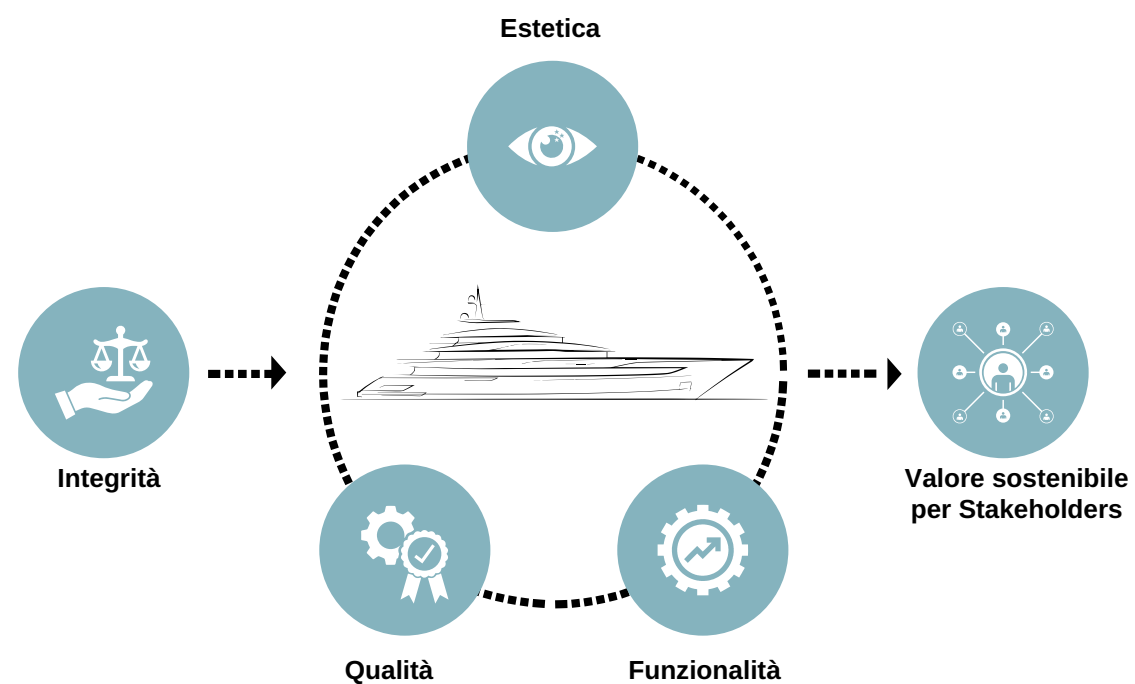 Estetica
Integrità
Valore sostenibile
per Stakeholders
Qualità
Funzionalità